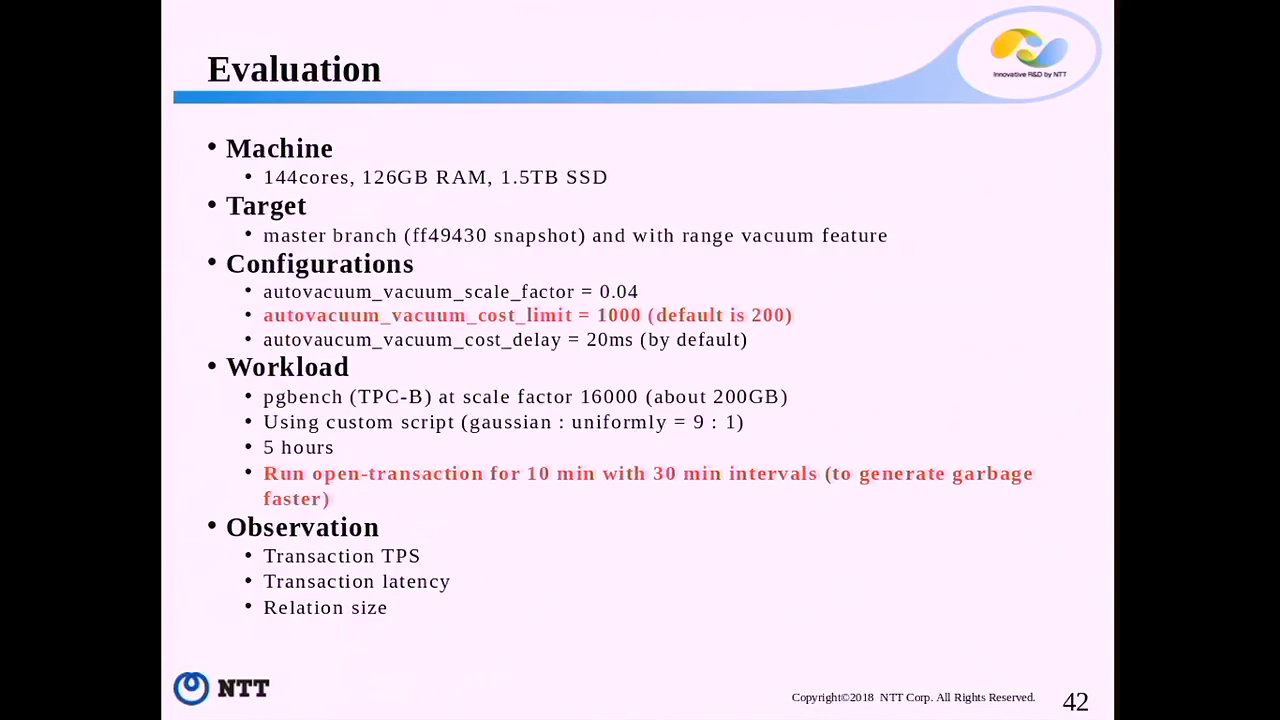 Innovative R&D by NTT
Evaluation
• Machine
• 144cores, 126GB RAM, 1.5TB SSD
• Target
• master branch (ff49430 snapshot) and with range vacuum feature
• Configurations
• autovacuum_vacuum_scale_factor = 0.04
• autovacuum_vacuum_cost_limit = 1000 (default is 200)
• autovaucum_vacuum_cost_delay = 20ms (by default)
• Workload
• pgbench (TPC-B) at scale factor 16000 (about 200GB)
• Using custom script (gaussian : uniformly = 9 : 1)
• 5 hours
• Run open-transaction for 10 min with 30 min intervals (to generate garbage
faster)
• Observation
• Transaction TPS
• Transaction latency
• Relation size
NTT
Copyright©2018 NTT Corp. All Rights Reserved.
42